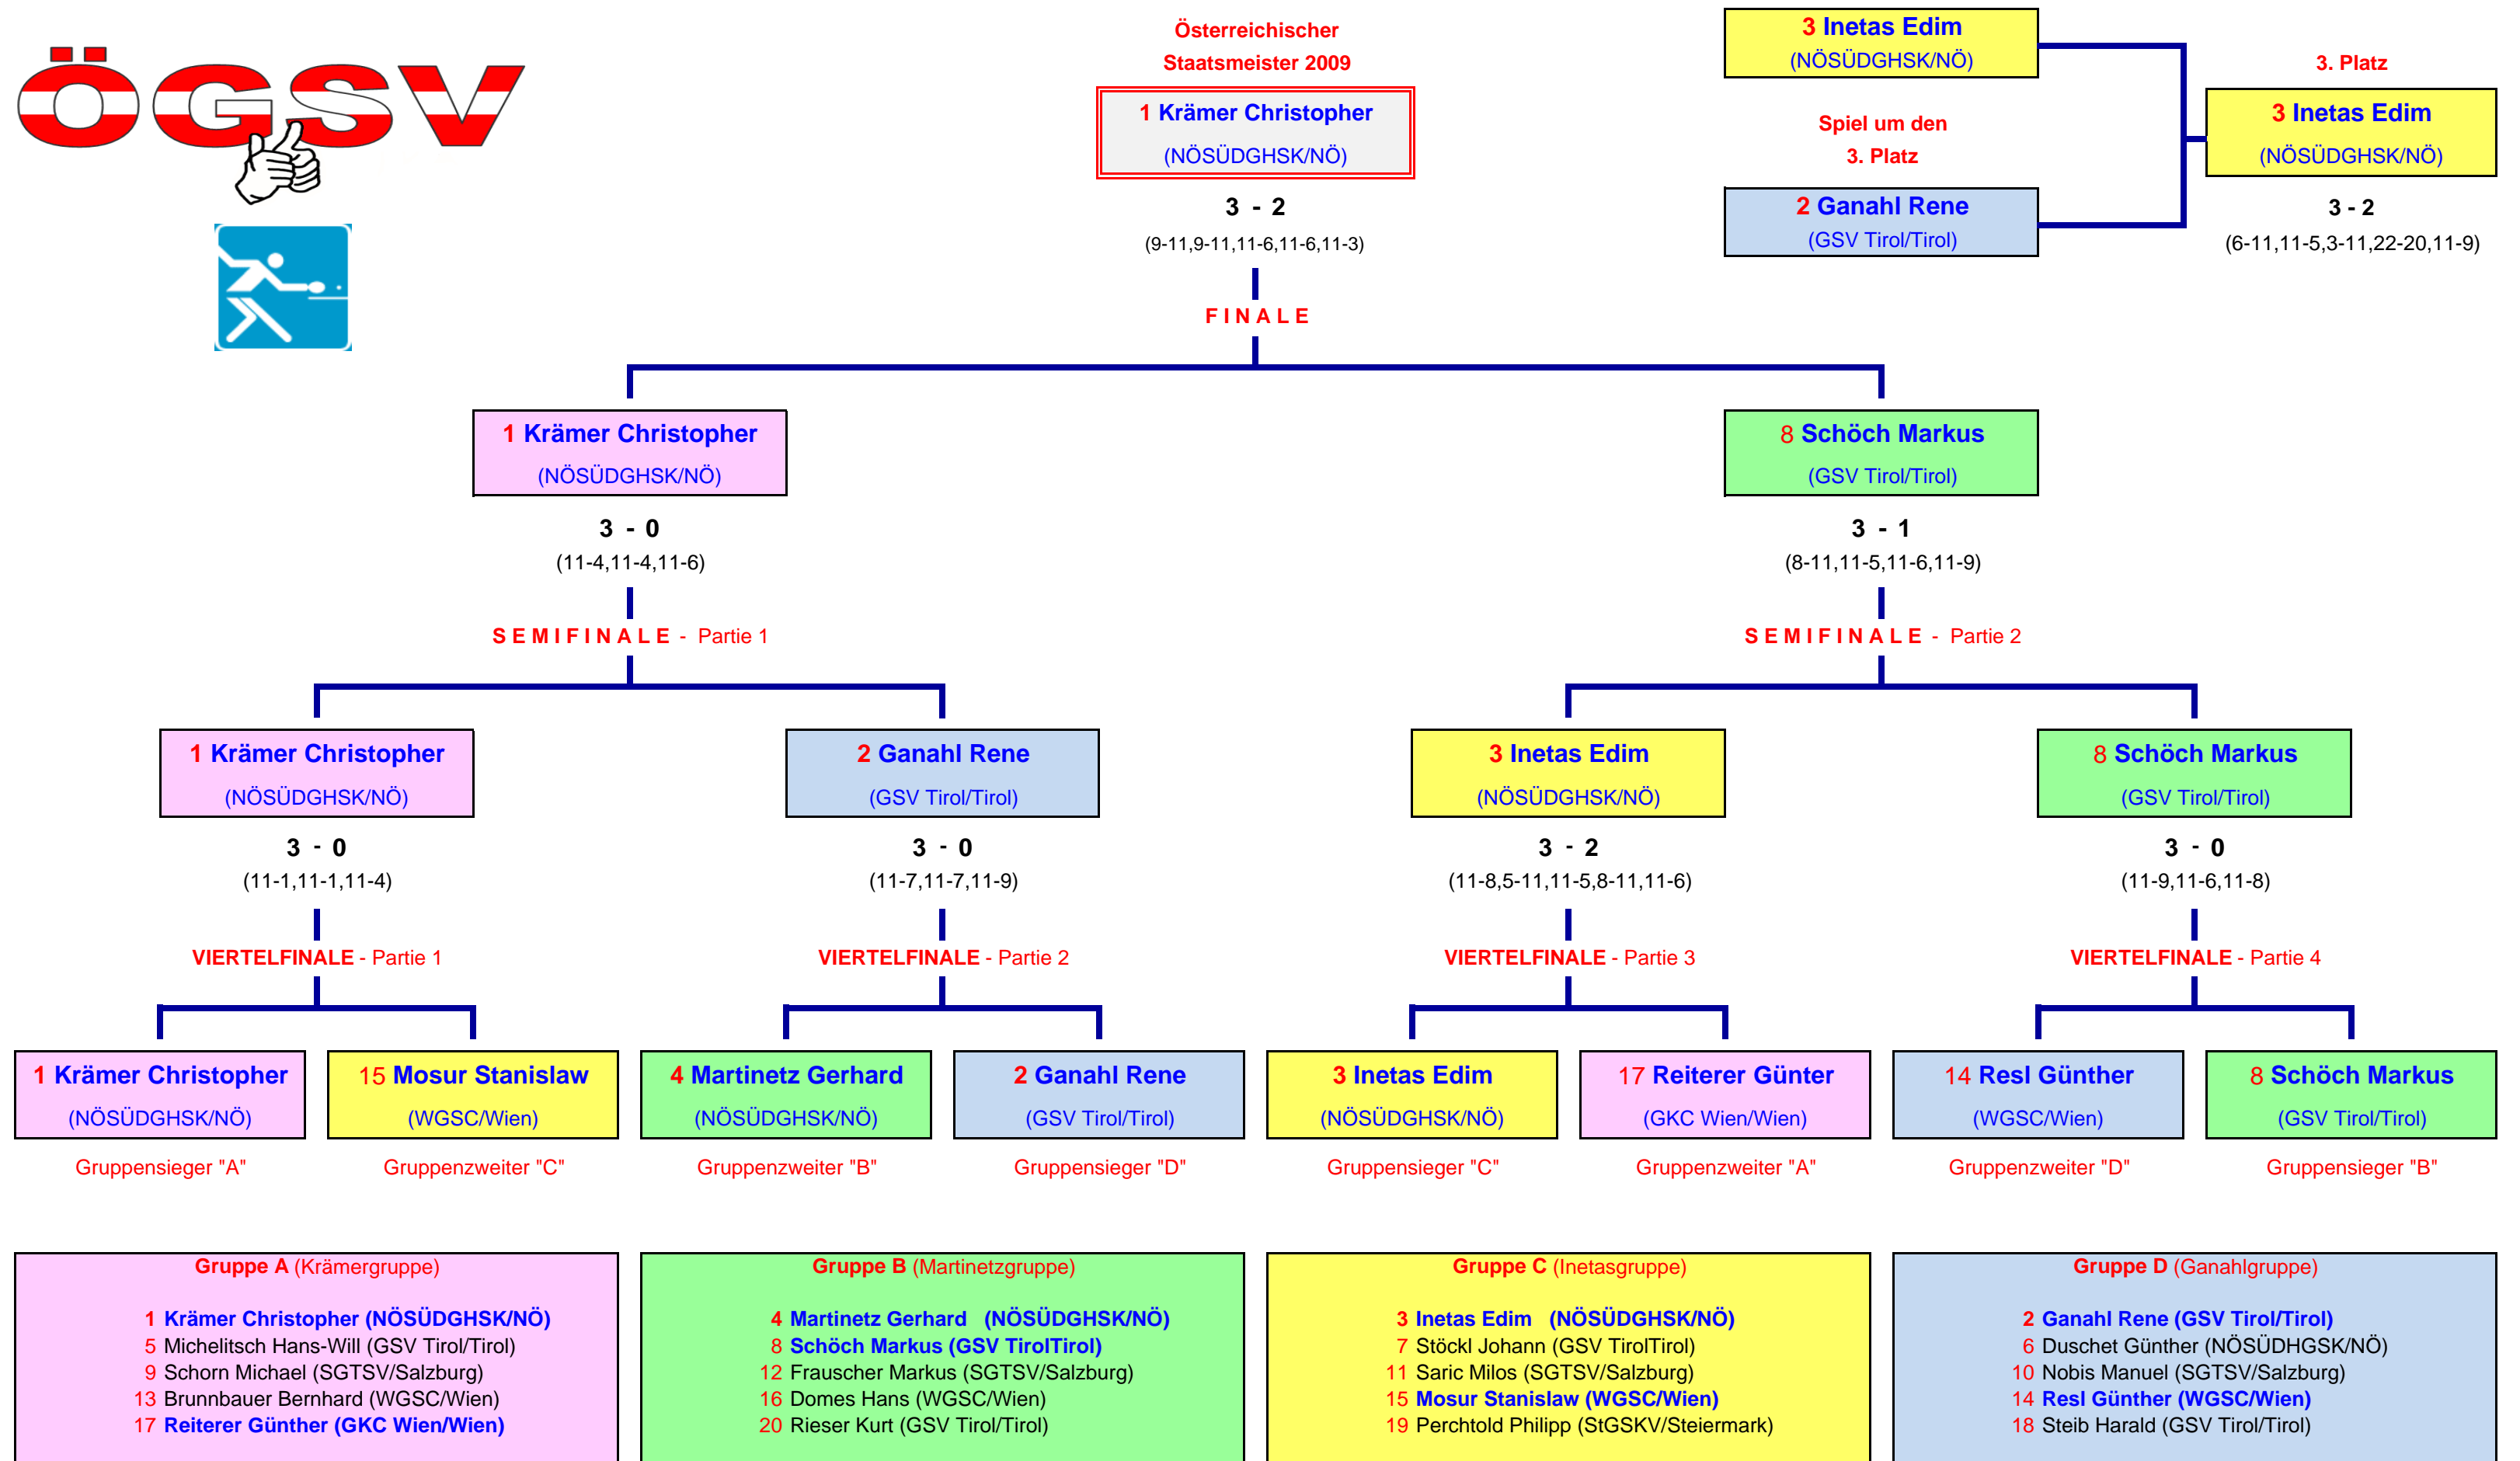 ÖGSV
Österreichischer
Staatsmeister 2009
1 Krämer Christopher
(NÖSÜDGHSK/NÖ)
3 - 2
(9-11,9-11,11-6,11-6,11-3)
3 Inetas Edim
(NÖSÜDGHSK/NÖ)
Spiel um den
3. Platz
2 Ganahl Rene
(GSV Tirol/Tirol)
3. Platz
3 Inetas Edim
(NÖSÜDGHSK/NÖ)
3 - 2
(6-11,11-5,3-11,22-20,11-9)
F I N A L E
1 Krämer Christopher
(NÖSÜDGHSK/NÖ)
3 - 0
(11-4,11-4,11-6)
8 Schöch Markus
(GSV Tirol/Tirol)
3 - 1
(8-11,11-5,11-6,11-9)
S E M I F I N A L E - Partie 1
S E M I F I N A L E - Partie 2
1 Krämer Christopher
(NÖSÜDGHSK/NÖ)
3 - 0
(11-1,11-1,11-4)
2 Ganahl Rene
(GSV Tirol/Tirol)
3 - 0
(11-7,11-7,11-9)
3 Inetas Edim
(NÖSÜDGHSK/NÖ)
3 - 2
(11-8,5-11,11-5,8-11,11-6)
8 Schöch Markus
(GSV Tirol/Tirol)
3 - 0
(11-9,11-6,11-8)
VIERTELFINALE - Partie 1
VIERTELFINALE - Partie 2
VIERTELFINALE - Partie 3
VIERTELFINALE - Partie 4
1 Krämer Christopher
(NÖSÜDGHSK/NÖ)
Gruppensieger "A"
15 Mosur Stanislaw
(WGSC/Wien)
Gruppenzweiter "C"
4 Martinetz Gerhard
(NÖSÜDGHSK/NÖ)
Gruppenzweiter "B"
2 Ganahl Rene
(GSV Tirol/Tirol)
Gruppensieger "D"
3 Inetas Edim
(NÖSÜDGHSK/NÖ)
Gruppensieger "C"
17 Reiterer Günter
(GKC Wien/Wien)
Gruppenzweiter "A"
14 Resl Günther
(WGSC/Wien)
Gruppenzweiter "D"
8 Schöch Markus
(GSV Tirol/Tirol)
Gruppensieger "B"
Gruppe A (Krämergruppe)
1 Krämer Christopher (NÖSÜDGHSK/NÖ)
5 Michelitsch Hans-Will (GSV Tirol/Tirol)
9 Schorn Michael (SGTSV/Salzburg)
13 Brunnbauer Bernhard (WGSC/Wien)
17 Reiterer Günther (GKC Wien/Wien)
Gruppe B (Martinetzgruppe)
4 Martinetz Gerhard (NÖSÜDGHSK/NÖ)
8 Schöch Markus (GSV TirolTirol)
12 Frauscher Markus (SGTSV/Salzburg)
16 Domes Hans (WGSC/Wien)
20 Rieser Kurt (GSV Tirol/Tirol)
Gruppe C (Inetasgruppe)
3 Inetas Edim (NÖSÜDGHSK/NÖ)
7 Stöckl Johann (GSV TirolTirol)
11 Saric Milos (SGTSV/Salzburg)
15 Mosur Stanislaw (WGSC/Wien)
19 Perchtold Philipp (StGSKV/Steiermark)
Gruppe D (Ganahlgruppe)
2 Ganahl Rene (GSV Tirol/Tirol)
6 Duschet Günther (NÖSÜDHGSK/NÖ)
10 Nobis Manuel (SGTSV/Salzburg)
14 Resl Günther (WGSC/Wien)
18 Steib Harald (GSV Tirol/Tirol)